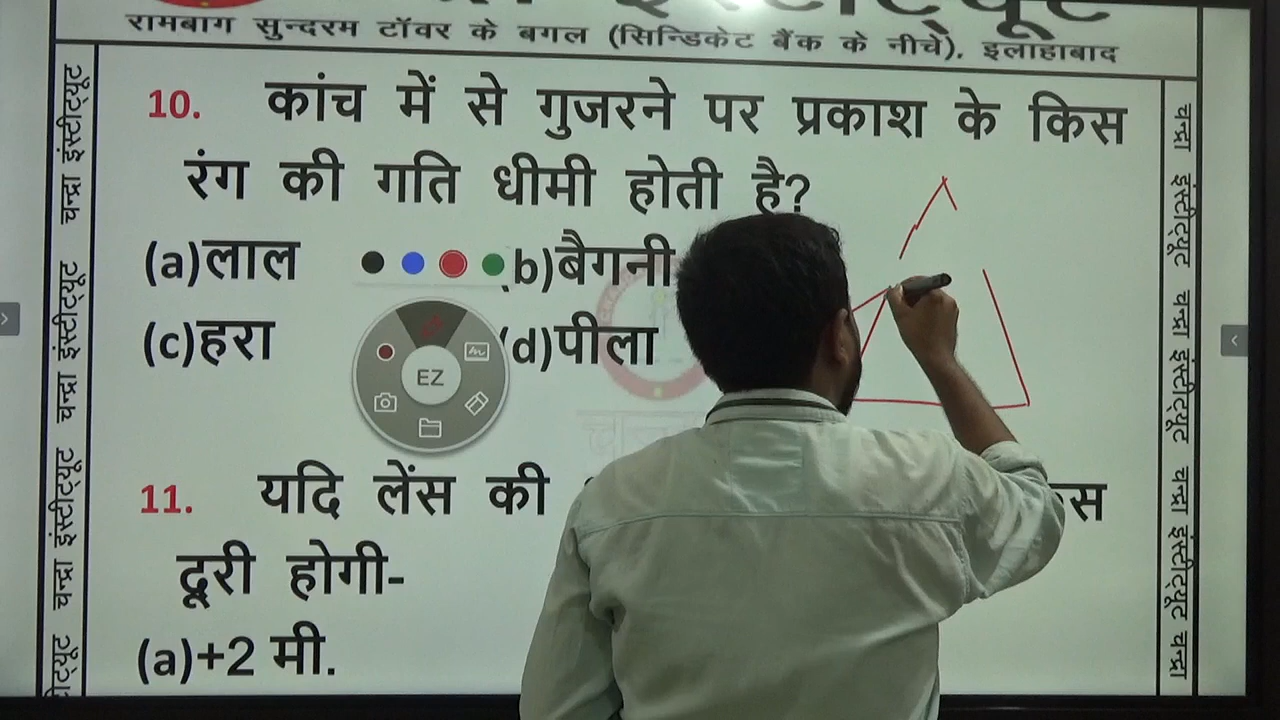 रामबाग सुन्दरम टॉवर के बगल (सिन्डिकेट बैंक के नीचे). इलाहाबाद
10. कांच में से गुजरने पर प्रकाश के किस
रंग की गति धीमी होती है?
(a)लाल
b)बैगनी
(c)हरा
(d)पीला
EZ
11. यदि लेंस की
दूरी होगी-
(a)+2 मी.
चन्द्रा इंस्टीट्यूट चन्द्रा इंस्टीट्यूट चन्द्रा इंस्टीट्यूट
चन्द्रा इंस्टीट्यूट चन्द्रा इंस्टीट्यूट चन्द्रा इंस्टीट्यूट चन्द्रा